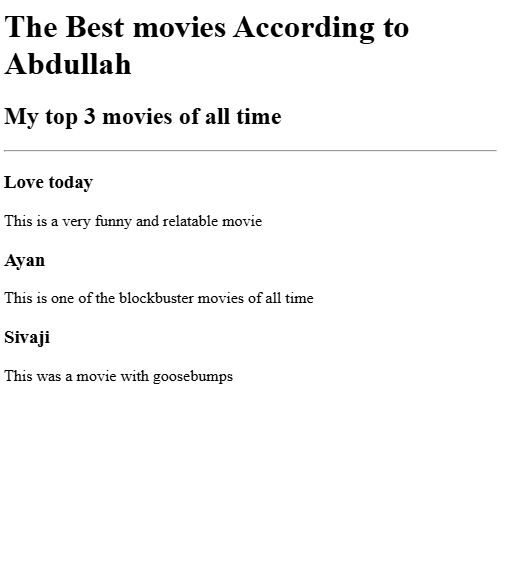 The Best movies According to
Abdullah
My top 3 movies of all time
Love today
This is a very funny and relatable movie
Ayan
This is one of the blockbuster movies of all time
Sivaji
This was a movie with goosebumps